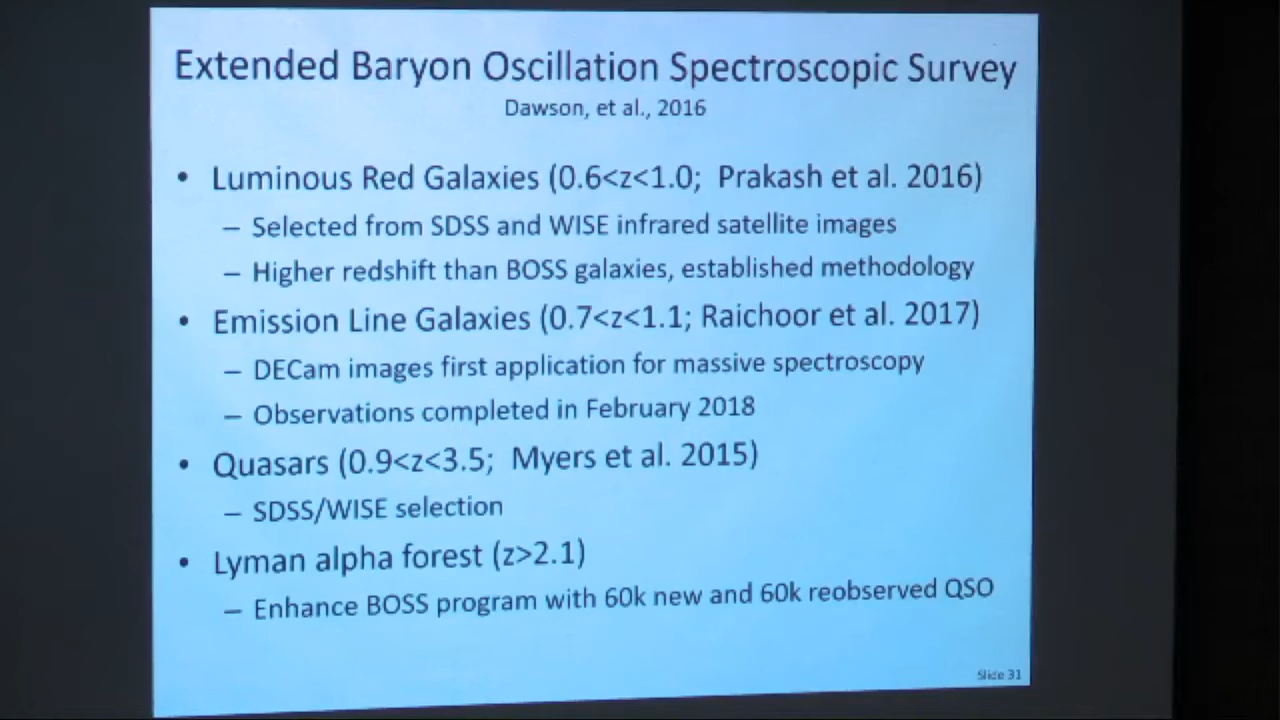 Extended Baryon Oscillation Spectroscopic Survey
Dawson, et al., 2016
• Luminous Red Galaxies (0.6<z<1.0; Prakash et al. 2016)
– Selected from SDSS and WISE infrared satellite images
– Higher redshift than BOSS galaxies, established methodology
• Emission Line Galaxies (0.7<z<1.1; Raichoor et al. 2017)
– DECam images first application for massive spectroscopy
– Observations completed in February 2018
• Quasars (0.9<z<3.5; Myers et al. 2015)
– SDSS/WISE selection
• Lyman alpha forest (z>2.1)
– Enhance BOSS program with 60k new and 60k reobserved QSO
Slide 31